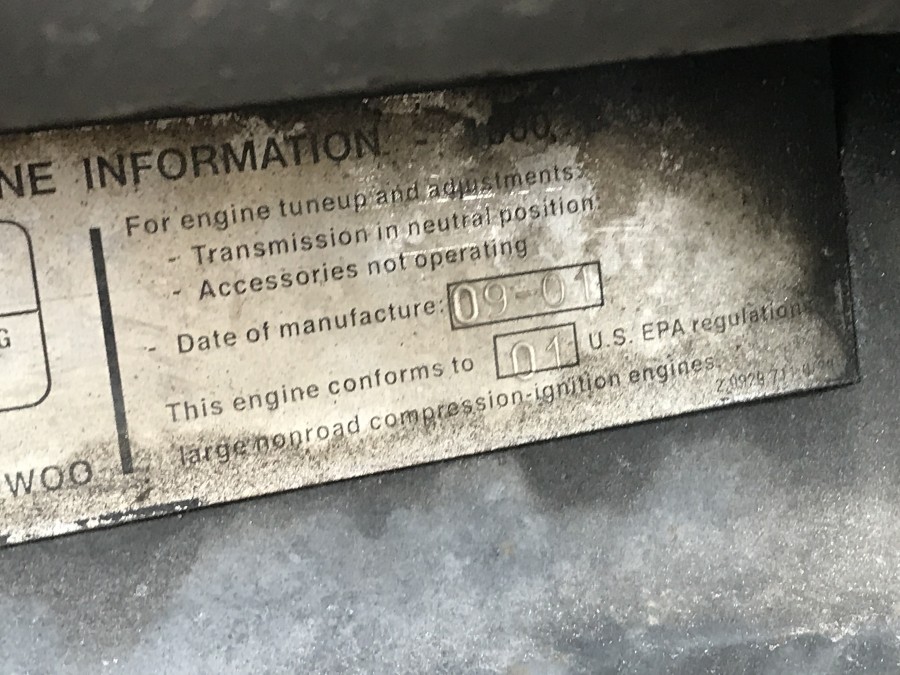 NE INFORMATION -
For engine tuneup and adjustments:
- Transmission in neutral position.
- Accessories not operating
- Date of manufacture: 09-01
This engine conforms to 01 U.S. EPA regulations
large nonroad compression-ignition engines.
G
WOO